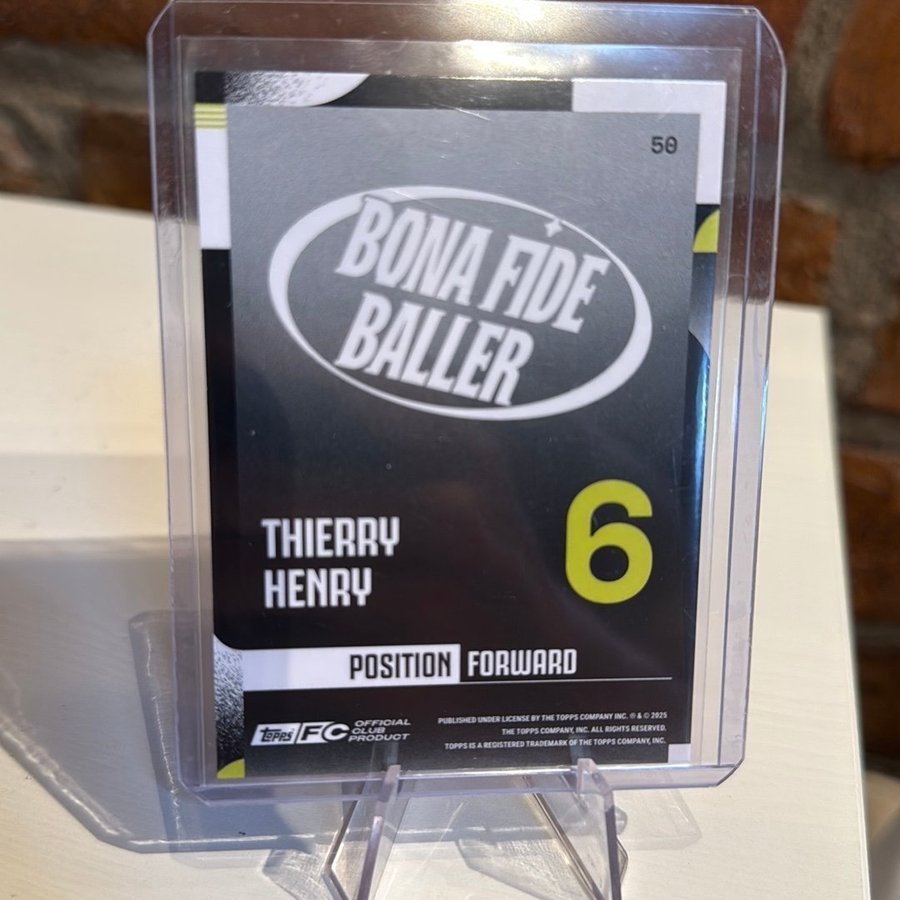 50
BONA FIDE
BALLER
THIERRY
HENRY
6
POSITION FORWARD
topps FC OFFICIAL
CLUB
PRODUCT
PUBLISHED UNDER LICENSE BY THE TOPPS COMPANY INC. ® & © 2025
THE TOPPS COMPANY, INC. ALL RIGHTS RESERVED.
TOPPS IS A REGISTERED TRADEMARK OF THE TOPPS COMPANY, INC.